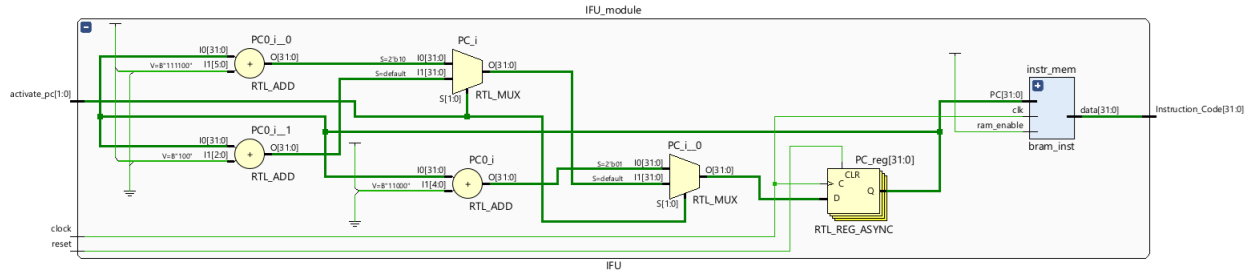 IFU_module
PC0_i__0
I0[31:0]
V=B"111100"
I1[5:0]
O[31:0]
RTL_ADD
S=2'b10
S=default
PC_i
I0[31:0]
I1[31:0]
O[31:0]
S[1:0]
RTL_MUX
activate_pc[1:0]
PC0_i__1
I0[31:0]
V=B"100"
I1[2:0]
O[31:0]
RTL_ADD
PC0_i
I0[31:0]
V=B"11000"
I1[4:0]
O[31:0]
RTL_ADD
PC_i__0
S=2'b01
S=default
I0[31:0]
I1[31:0]
O[31:0]
S[1:0]
RTL_MUX
PC_reg[31:0]
CLR
C
D
Q
RTL_REG_ASYNC
instr_mem
PC[31:0]
clk
ram_enable
data[31:0]
bram_inst
Instruction_Code[31:0]
clock
reset
IFU